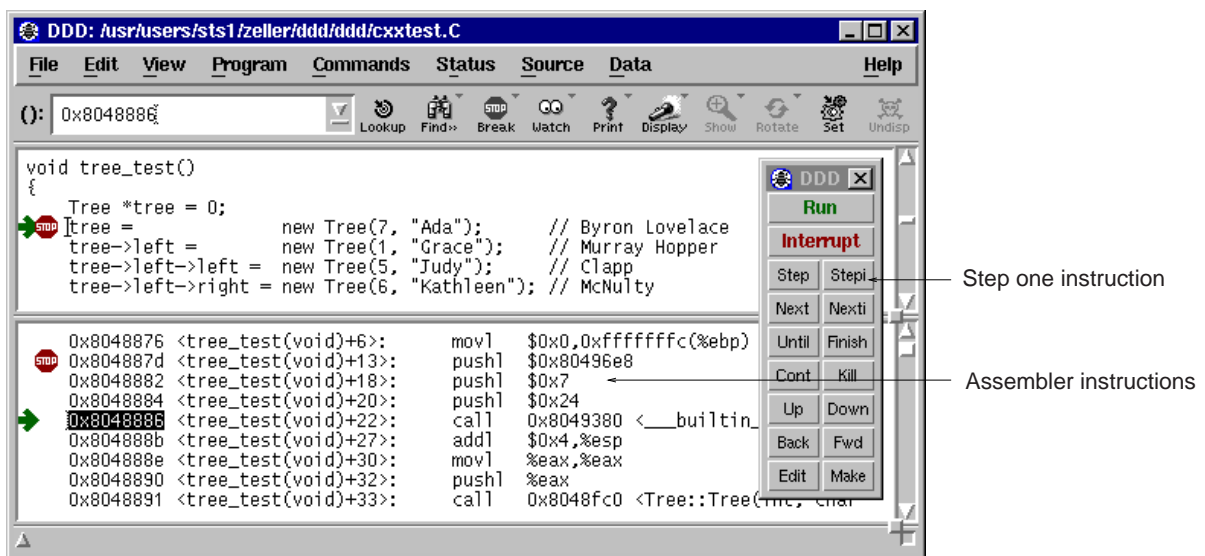 DDD: /usr/users/sts1/zeller/ddd/ddd/cxxtest.C
File Edit View Program Commands Status Source Data Help
(): 0x8048886
Lookup Find» Break Watch Print Display Show Rotate Set Undisp
void tree_test()
{
Tree *tree = 0;
tree = new Tree(7, "Ada"); // Byron Lovelace
tree->left = new Tree(1, "Grace"); // Murray Hopper
tree->left->left = new Tree(5, "Judy"); // Clapp
tree->left->right = new Tree(6, "Kathleen"); // McNulty
STOP
0x8048876 <tree_test(void)+6>: movl $0x0,0xfffffffc(%ebp)
STOP 0x804887d <tree_test(void)+13>: pushl $0x80496e8
0x8048882 <tree_test(void)+18>: pushl $0x7
0x8048884 <tree_test(void)+20>: pushl $0x24
0x8048886 <tree_test(void)+22>: call 0x8049380 <___builtin_
0x804888b <tree_test(void)+27>: addl $0x4,%esp
0x804888e <tree_test(void)+30>: movl %eax,%eax
0x8048890 <tree_test(void)+32>: pushl %eax
0x8048891 <tree_test(void)+33>: call 0x8048fc0 <Tree::Tree(int, char
DDD
Run
Interrupt
Step Stepi
Next Nexti
Until Finish
Cont Kill
Up Down
Back Fwd
Edit Make
Step one instruction
Assembler instructions